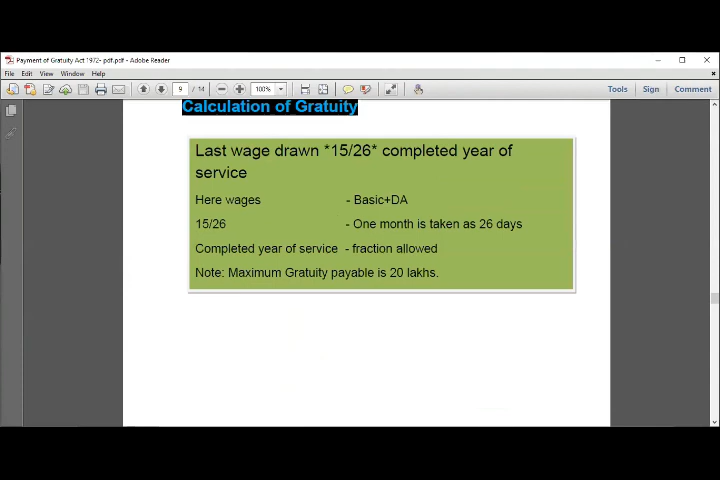 Payment of Gratuity Act 1972- pdf.pdf - Adobe Reader
File Edit View Window Help
9 / 14 100% Tools Sign Comment
Calculation of Gratuity
Last wage drawn *15/26* completed year of
service
Here wages - Basic+DA
15/26 - One month is taken as 26 days
Completed year of service - fraction allowed
Note: Maximum Gratuity payable is 20 lakhs.